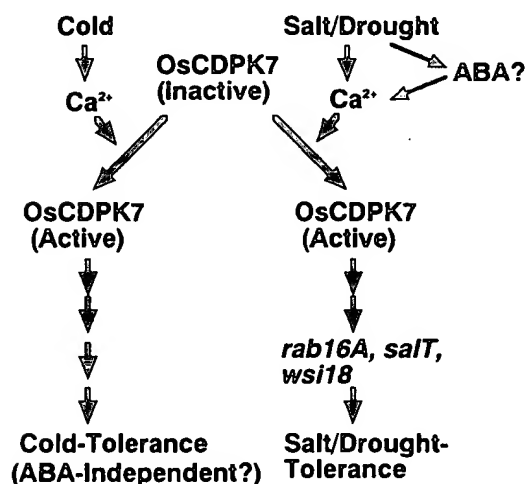 Cold
Salt/Drought
OsCDPK7
(Inactive)
ABA?
Ca²⁺
Ca²⁺
OsCDPK7
(Active)
OsCDPK7
(Active)
rab16A, salT,
wsi18
Cold-Tolerance
(ABA-Independent?)
Salt/Drought-
Tolerance